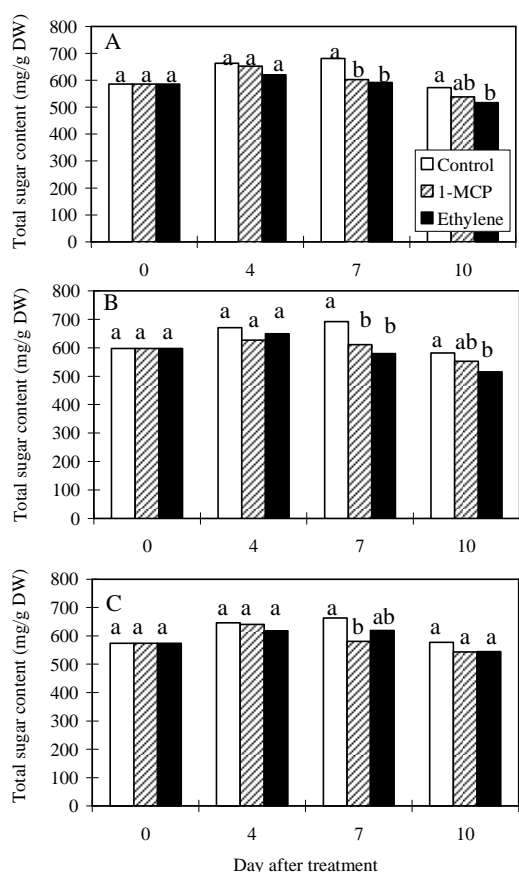 Total sugar content (mg/g DW)
800
700
600
500
400
300
200
100
0
A
a a a
a a a
a b b
a ab b
Control
1-MCP
Ethylene
0 4 7 10
Total sugar content (mg/g DW)
800
700
600
500
400
300
200
100
0
B
a a a
a a a
a b b
a ab b
0 4 7 10
Total sugar content (mg/g DW)
800
700
600
500
400
300
200
100
0
C
a a a
a a a
a b ab
a a a
0 4 7 10
Day after treatment